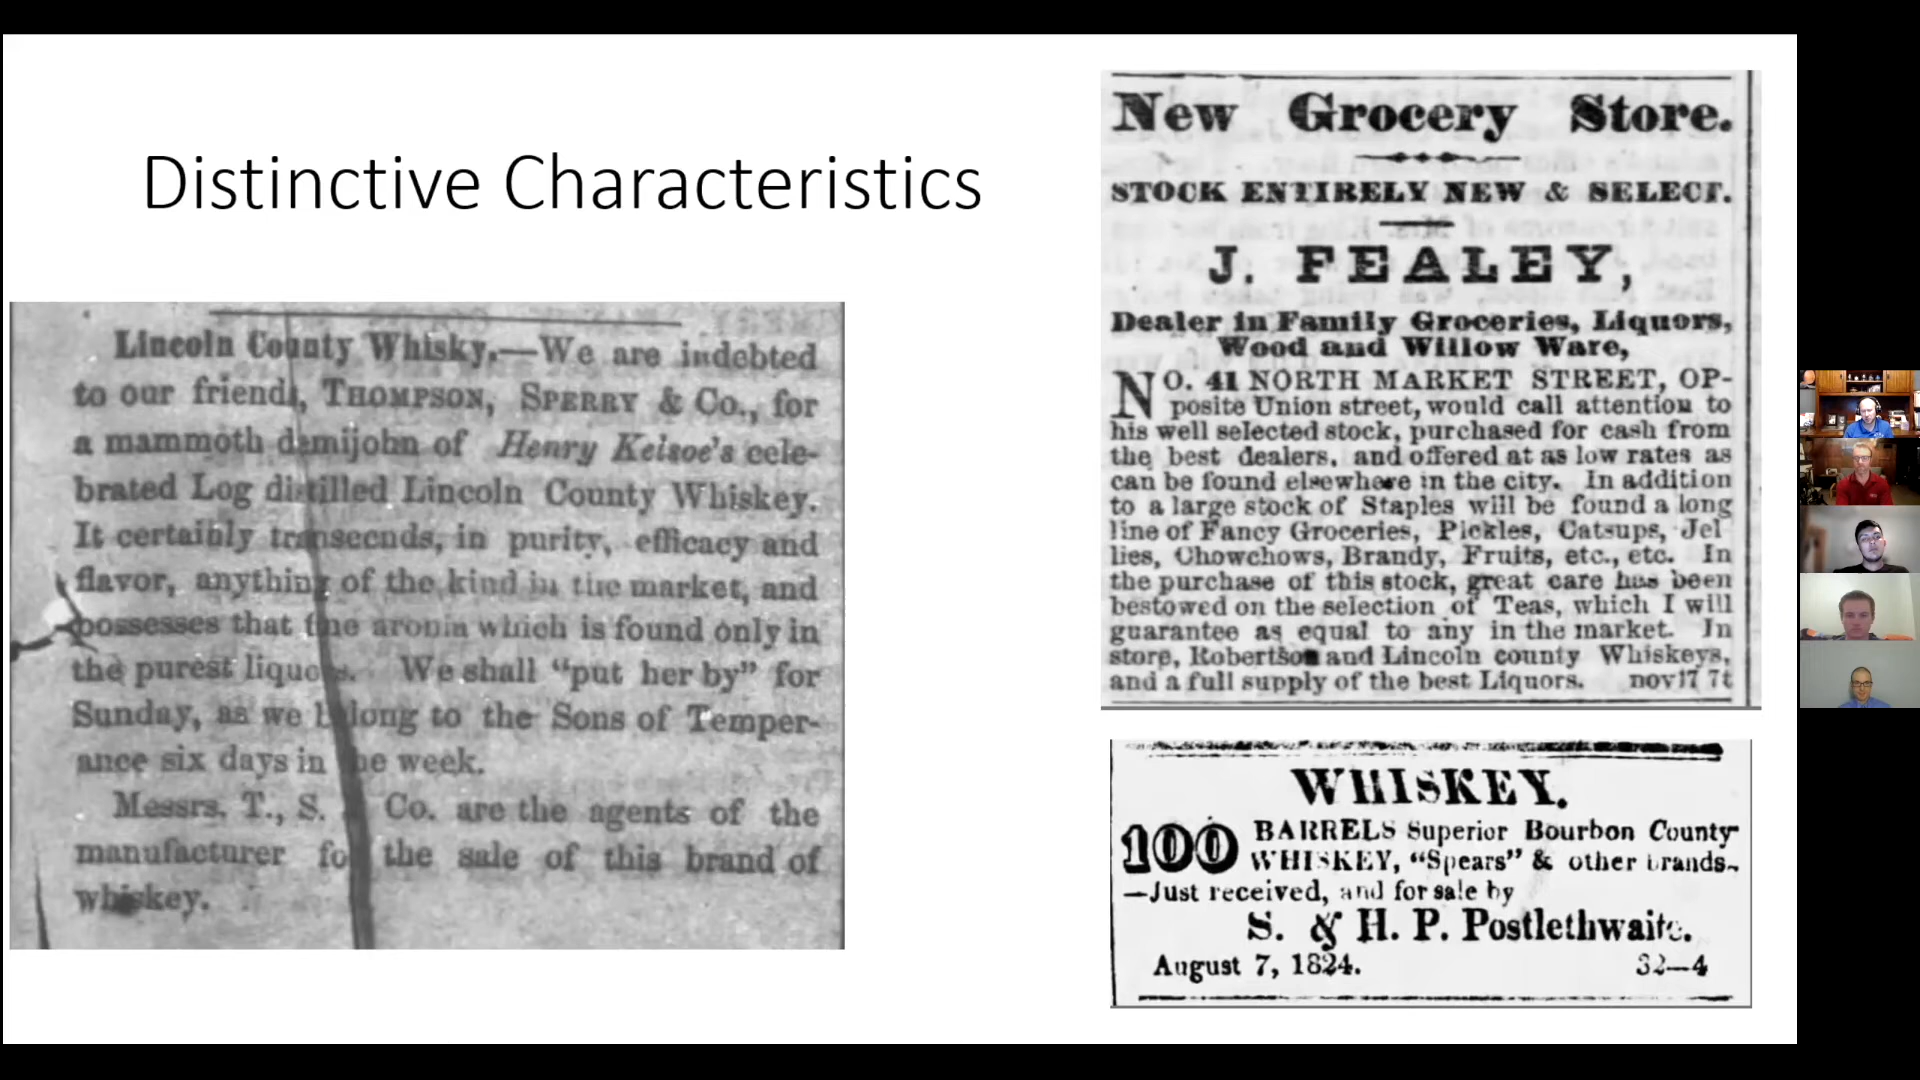 Distinctive Characteristics
Lincoln County Whisky.—We are indebted
to our friends, THOMPSON, SPERRY & Co., for
a mammoth demijohn of Henry Kelsoe's cele-
brated Log distilled Lincoln County Whiskey.
It certainly transcends, in purity, efficacy and
flavor, anything of the kind in the market, and
possesses that fine aroma which is found only in
the purest liquors. We shall "put her by" for
Sunday, as we belong to the Sons of Temper-
ance six days in the week.
Messrs. T., S. Co. are the agents of the
manufacturer for the sale of this brand of
whiskey.
New Grocery Store.
STOCK ENTIRELY NEW & SELECT.
J. FEALEY,
Dealer in Family Groceries, Liquors,
Wood and Willow Ware,
NO. 41 NORTH MARKET STREET, OP-
posite Union street, would call attention to
his well selected stock, purchased for cash from
the best dealers, and offered at as low rates as
can be found elsewhere in the city. In addition
to a large stock of Staples will be found a long
line of Fancy Groceries, Pickles, Catsups, Jel
lies, Chowchows, Brandy, Fruits, etc., etc. In
the purchase of this stock, great care has been
bestowed on the selection of Teas, which I will
guarantee as equal to any in the market. In
store, Robertson and Lincoln county Whiskeys,
and a full supply of the best Liquors. nov17 7t
WHISKEY.
100 BARRELS Superior Bourbon County
WHISKEY, "Spears" & other brands-
—Just received, and for sale by
S. & H. P. Postlethwaite.
August 7, 1824. 32—4